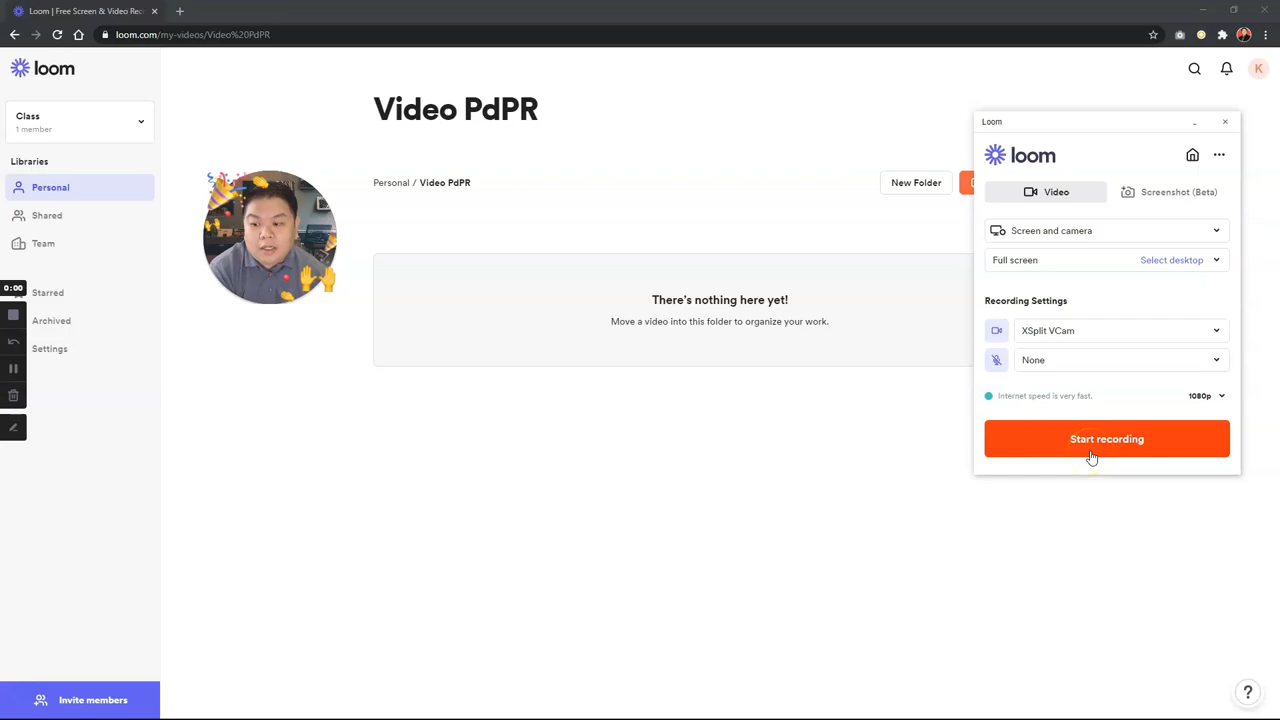 Loom | Free Screen & Video Rec
loom.com/my-videos/Video%20PdPR
loom
Class
1 member
Libraries
Personal
Shared
Team
Starred
Archived
Settings
Invite members
0:00
Video PdPR
Personal / Video PdPR
New Folder
There's nothing here yet!
Move a video into this folder to organize your work.
K
Loom
loom
Video
Screenshot (Beta)
Screen and camera
Full screen
Select desktop
Recording Settings
XSplit VCam
None
Internet speed is very fast.
1080p
Start recording
?